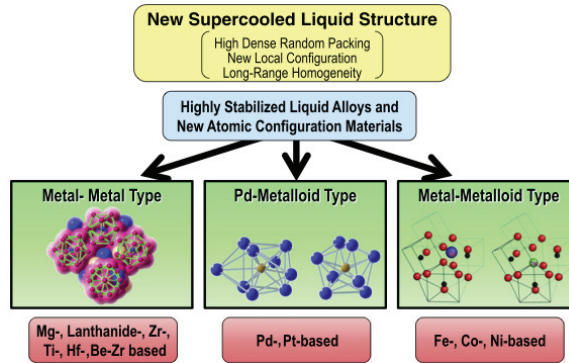 New Supercooled Liquid Structure
High Dense Random Packing
New Local Configuration
Long-Range Homogeneity
Highly Stabilized Liquid Alloys and
New Atomic Configuration Materials
Metal- Metal Type
Pd-Metalloid Type
Metal-Metalloid Type
Mg-, Lanthanide-, Zr-,
Ti-, Hf-,Be-Zr based
Pd-,Pt-based
Fe-, Co-, Ni-based